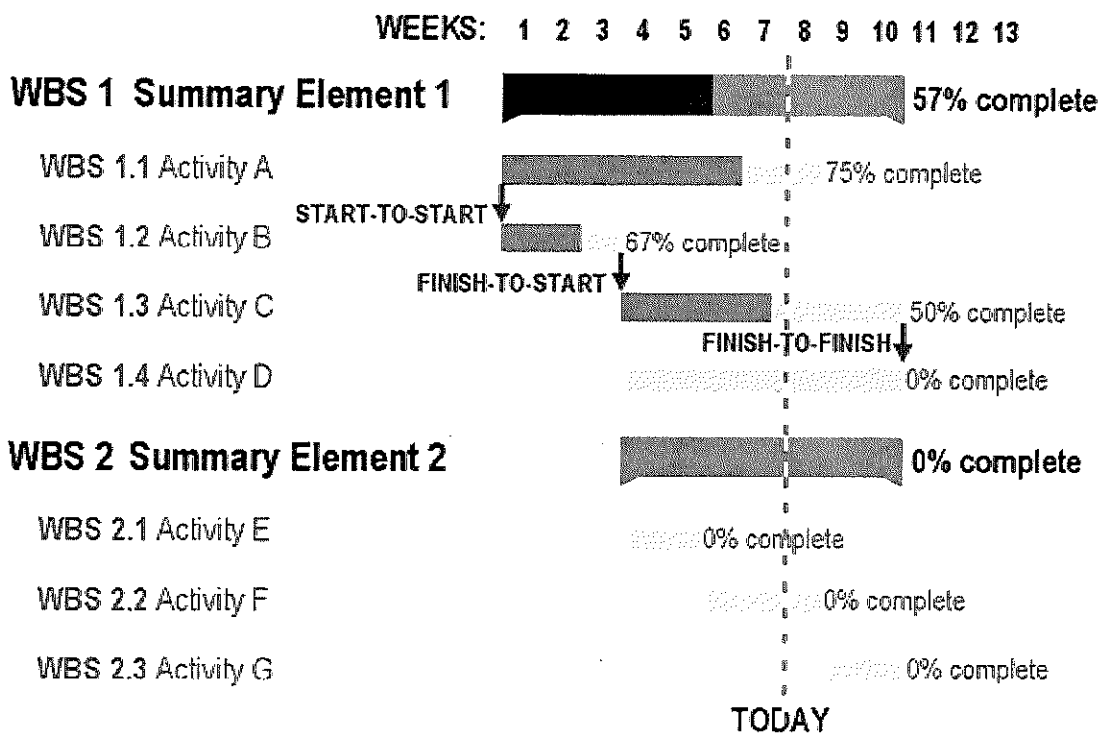 WEEKS: 1 2 3 4 5 6 7 8 9 10 11 12 13
WBS 1 Summary Element 1 57% complete
WBS 1.1 Activity A 75% complete
START-TO-START
WBS 1.2 Activity B 67% complete
FINISH-TO-START
WBS 1.3 Activity C 50% complete
FINISH-TO-FINISH
WBS 1.4 Activity D 0% complete
WBS 2 Summary Element 2 0% complete
WBS 2.1 Activity E 0% complete
WBS 2.2 Activity F 0% complete
WBS 2.3 Activity G 0% complete
TODAY